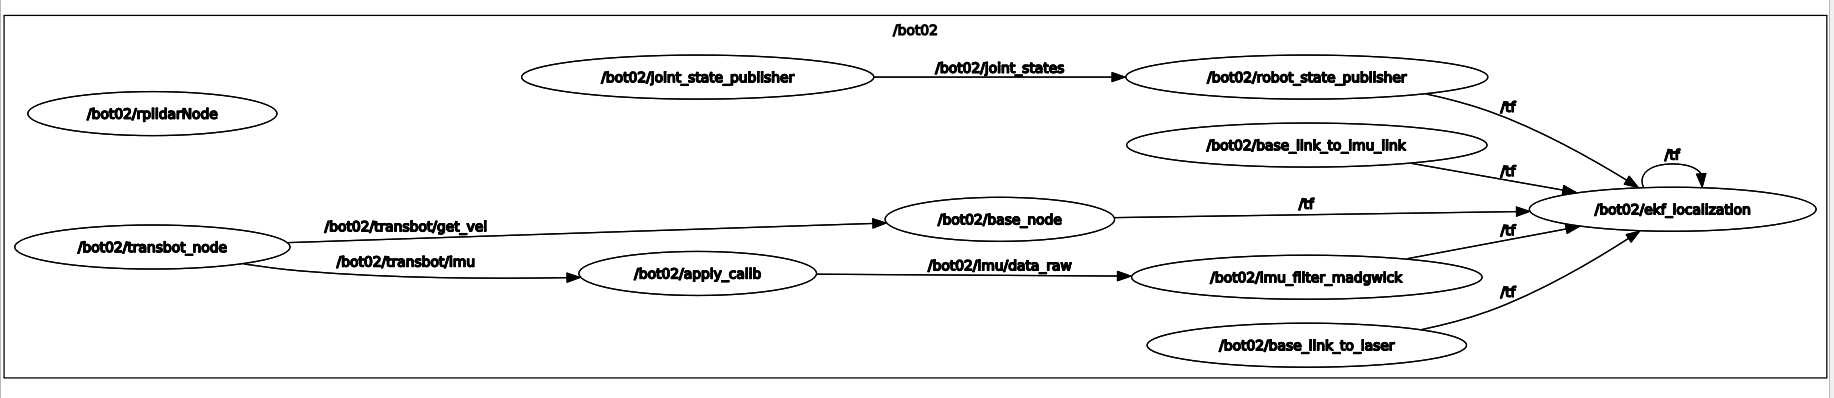 /bot02
/bot02/joint_state_publisher
/bot02/joint_states
/bot02/robot_state_publisher
/tf
/bot02/rplidarNode
/bot02/base_link_to_imu_link
/tf
/tf
/bot02/transbot/get_vel
/bot02/base_node
/tf
/bot02/ekf_localization
/bot02/transbot_node
/bot02/transbot/imu
/bot02/apply_calib
/bot02/imu/data_raw
/bot02/imu_filter_madgwick
/tf
/bot02/base_link_to_laser
/tf